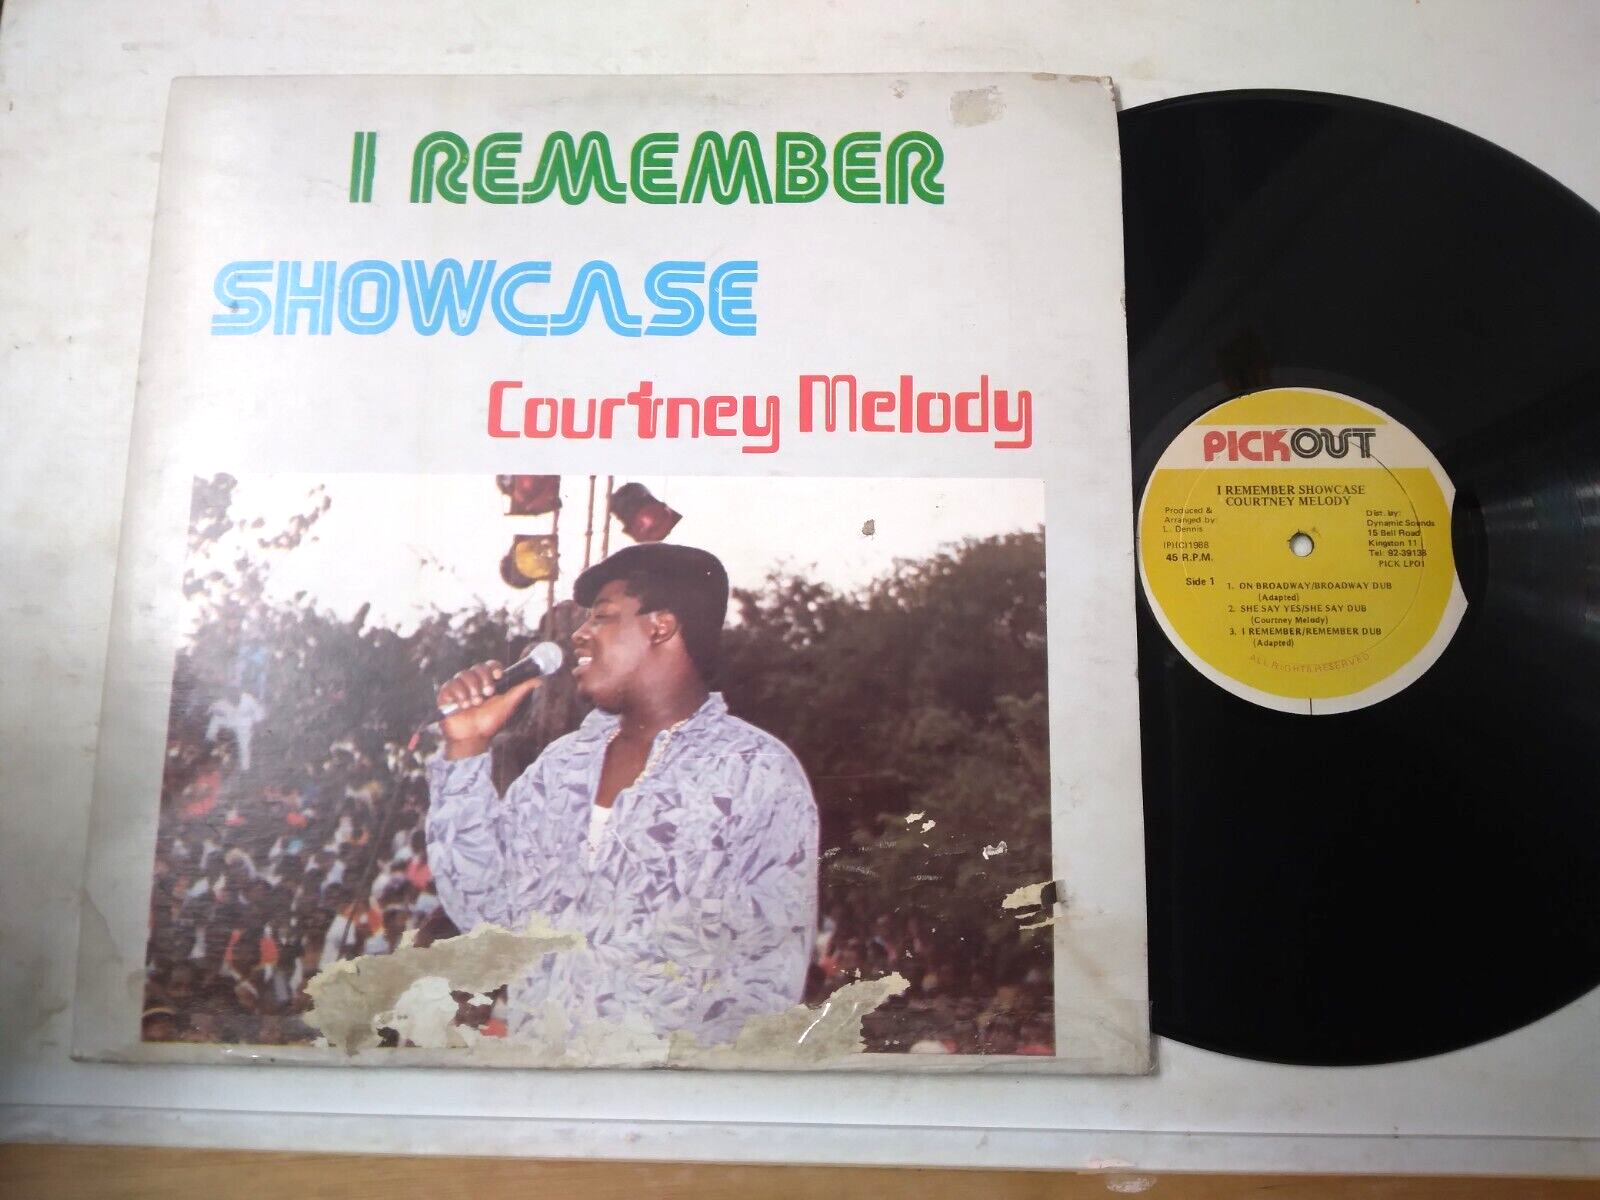 I REMEMBER
SHOWCASE
Courtney Melody
PICKOUT
I REMEMBER SHOWCASE
COURTNEY MELODY
Produced &
Arranged by:
L. Dennis
(P)(C)1988
45 R.P.M.
Dist. by:
Dynamic Sounds
15 Bell Road
Kingston 11
Tel: 92-39138
PICK LP01
Side 1
1. ON BROADWAY/BROADWAY DUB
(Adapted)
2. SHE SAY YES/SHE SAY DUB
(Courtney Melody)
3. I REMEMBER/REMEMBER DUB
(Adapted)
ALL RIGHTS RESERVED